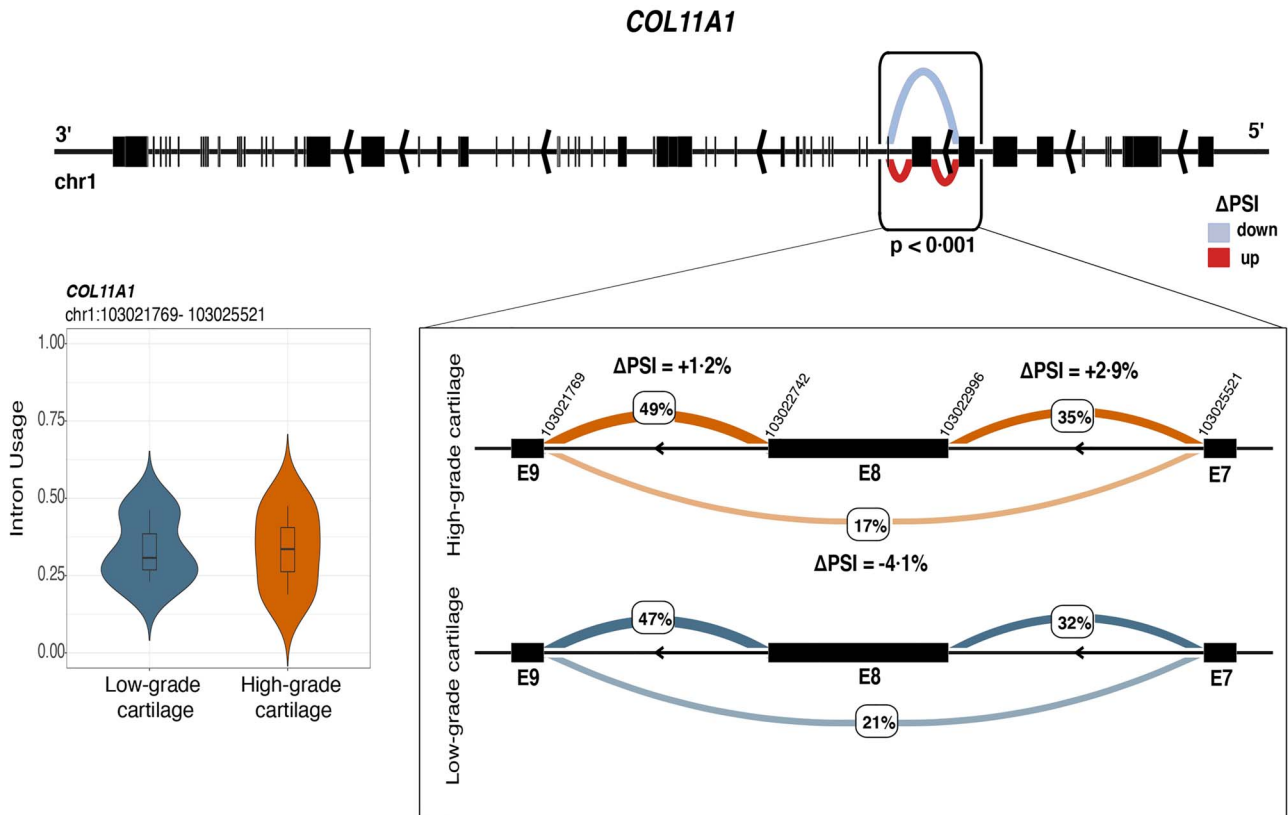 COL11A1
3'
5'
chr1
p < 0·001
ΔPSI
down
up
COL11A1
chr1:103021769- 103025521
Intron Usage
1.00
0.75
0.50
0.25
0.00
Low-grade
cartilage
High-grade
cartilage
High-grade cartilage
ΔPSI = +1·2%
ΔPSI = +2·9%
103021769
103022742
103022996
103025521
49%
35%
E9
E8
E7
17%
ΔPSI = -4·1%
Low-grade cartilage
47%
32%
E9
E8
E7
21%